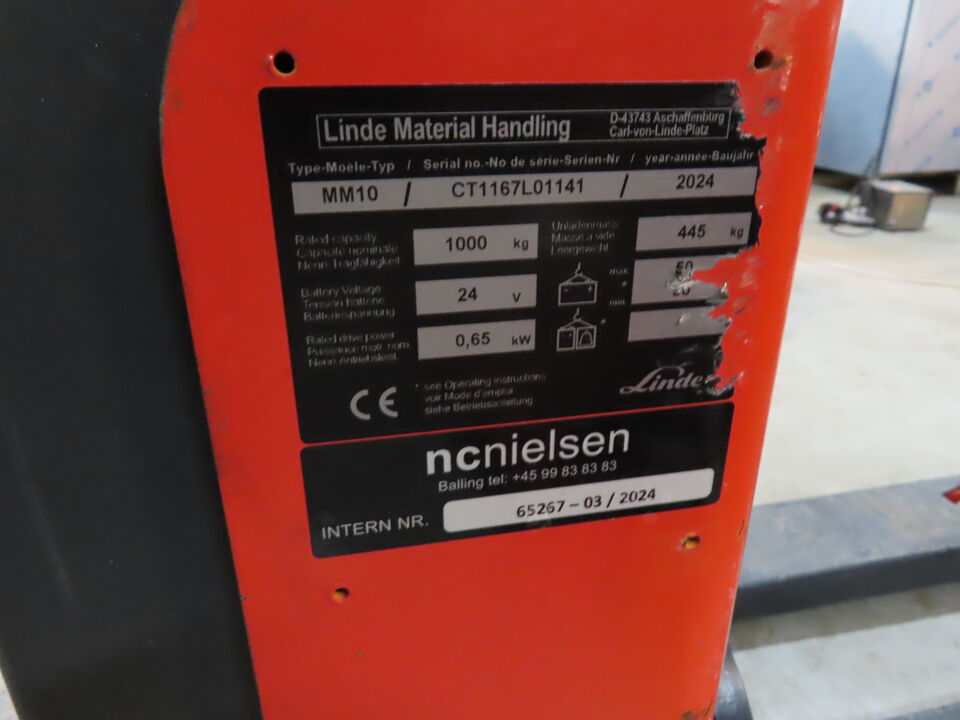 Linde Material Handling
D-43743 Aschaffenburg
Carl-von-Linde-Platz
Type-Moèle-Typ / Serial no.-No de série-Serien-Nr / year-année-Baujahr
MM10 / CT1167L01141 / 2024
Rated capacity
Capacite nominale
Nenn Tragfähigkeit
1000 kg
Unladenmass
Masse a vide
Leergewicht
445 kg
Battery Voltage
Tension batterie
Batteriespannung
24 V
max.
*
min.
Rated drive power
Puissance motr. nom.
Nenn Antriebsleist.
0,65 kW
*
CE
* see Operating instructions
voir Mode d'emploi
siehe Betriebsanleitung
Linde
ncnielsen
Balling tel: +45 99 83 83 83
INTERN NR. 65267 – 03 / 2024